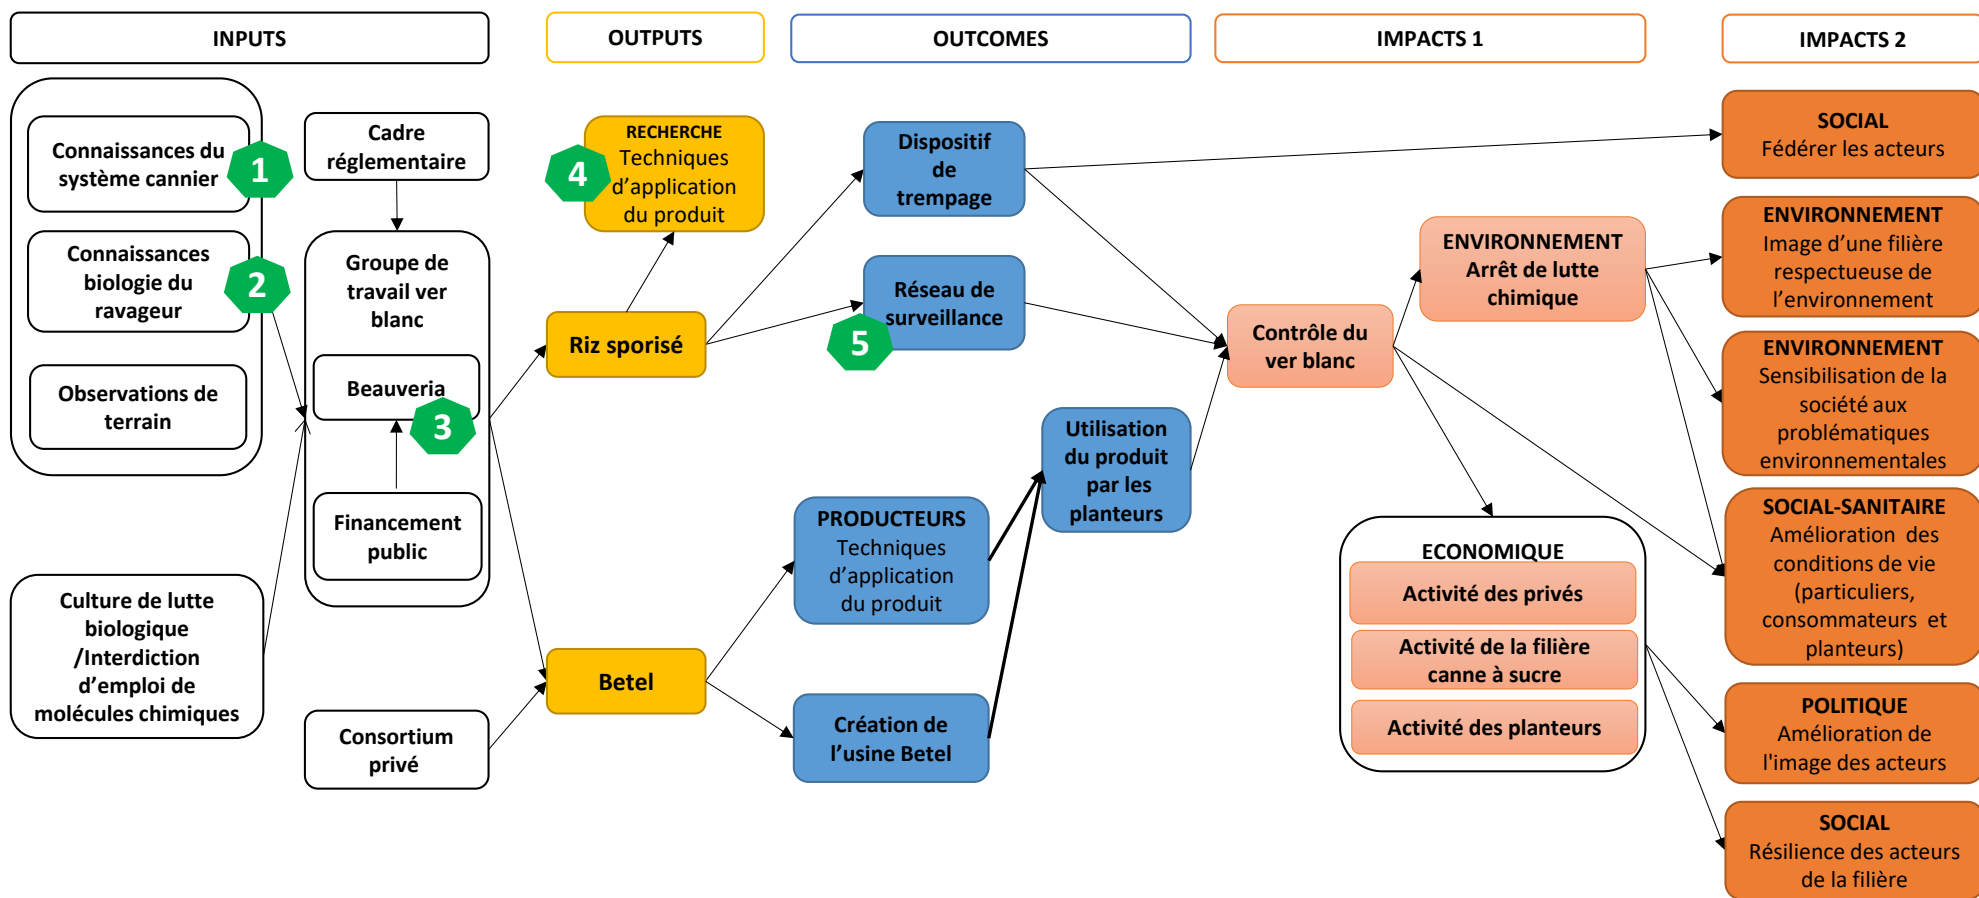 INPUTS
OUTPUTS
OUTCOMES
IMPACTS 1
IMPACTS 2
Connaissances du
système cannier
1
Connaissances
biologie du
ravageur
2
Observations de
terrain
Culture de lutte
biologique
/Interdiction
d'emploi de
molécules chimiques
Cadre
réglementaire
Groupe de
travail ver
blanc
Beauveria
3
Financement
public
Consortium
privé
RECHERCHE
Techniques
d'application
du produit
4
Riz sporisé
Betel
Dispositif
de
trempage
Réseau de
surveillance
5
PRODUCTEURS
Techniques
d'application
du produit
Création de
l'usine Betel
Utilisation
du produit
par les
planteurs
Contrôle du
ver blanc
ENVIRONNEMENT
Arrêt de lutte
chimique
ECONOMIQUE
Activité des privés
Activité de la filière
canne à sucre
Activité des planteurs
SOCIAL
Fédérer les acteurs
ENVIRONNEMENT
Image d'une filière
respectueuse de
l'environnement
ENVIRONNEMENT
Sensibilisation de la
société aux
problématiques
environnementales
SOCIAL-SANITAIRE
Amélioration des
conditions de vie
(particuliers,
consommateurs et
planteurs)
POLITIQUE
Amélioration de
l'image des acteurs
SOCIAL
Résilience des acteurs
de la filière